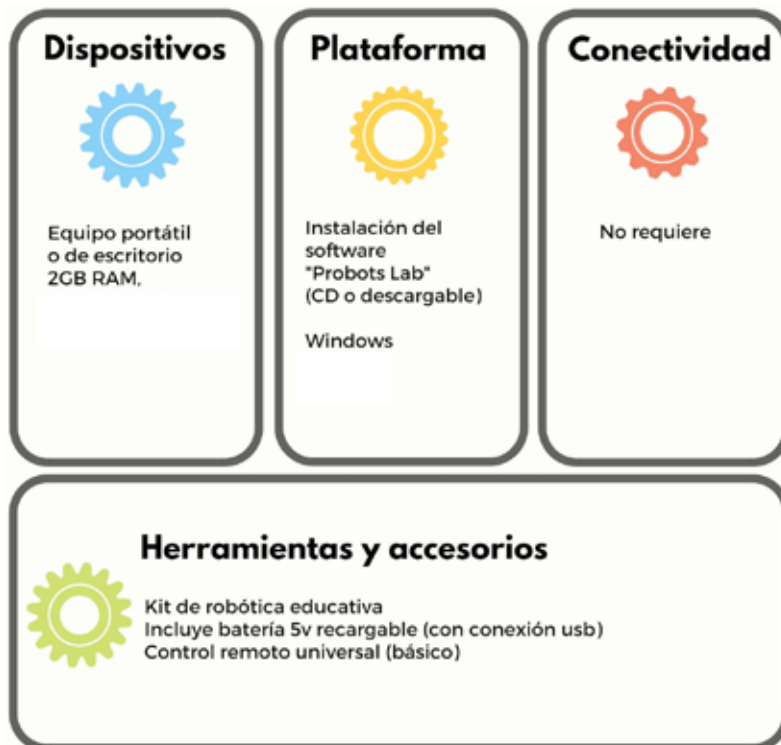 Dispositivos
Equipo portátil
o de escritorio
2GB RAM,
Plataforma
Instalación del
software
"Probots Lab"
(CD o descargable)
Windows
Conectividad
No requiere
Herramientas y accesorios
Kit de robótica educativa
Incluye batería 5v recargable (con conexión usb)
Control remoto universal (básico)